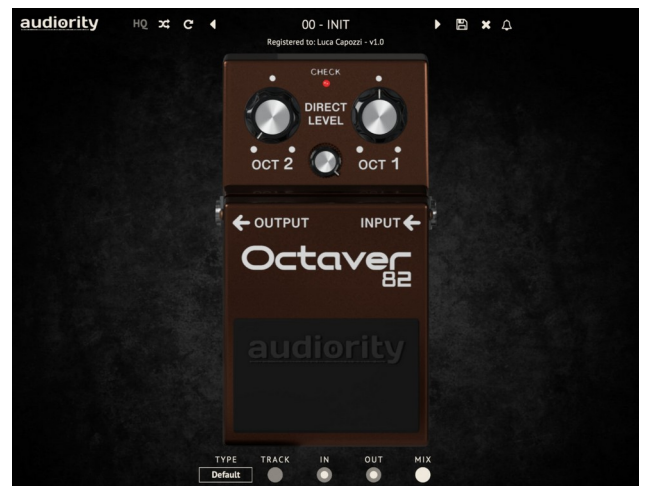 audiority HQ 00 - INIT
Registered to: Luca Capozzi - v1.0
CHECK
DIRECT
LEVEL
OCT 2 OCT 1
OUTPUT INPUT
Octaver
82
audiority
TYPE TRACK IN OUT MIX
Default